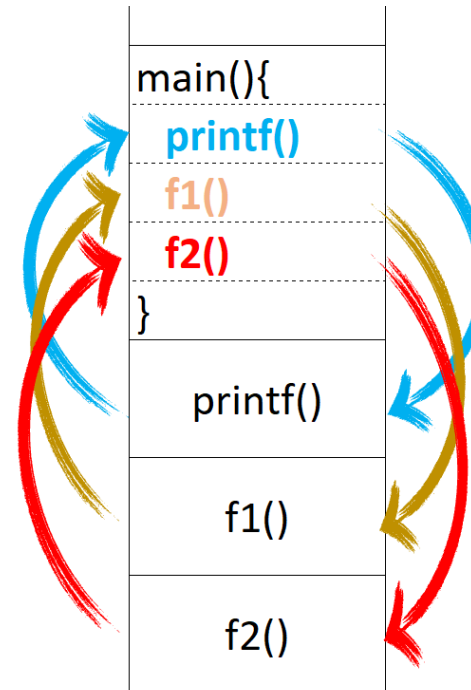 main(){
printf()
f1()
f2()
}
printf()
f1()
f2()